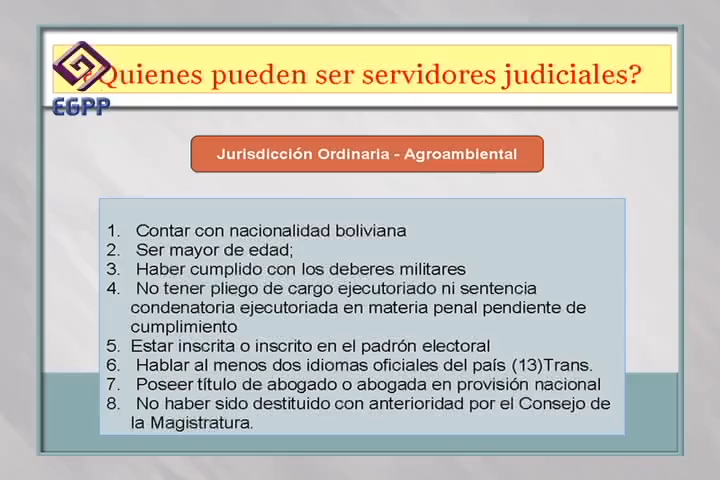 ¿Quienes pueden ser servidores judiciales?
EGPP
Jurisdicción Ordinaria - Agroambiental
1. Contar con nacionalidad boliviana
2. Ser mayor de edad;
3. Haber cumplido con los deberes militares
4. No tener pliego de cargo ejecutoriado ni sentencia
condenatoria ejecutoriada en materia penal pendiente de
cumplimiento
5. Estar inscrita o inscrito en el padrón electoral
6. Hablar al menos dos idiomas oficiales del país (13)Trans.
7. Poseer título de abogado o abogada en provisión nacional
8. No haber sido destituido con anterioridad por el Consejo de
la Magistratura.